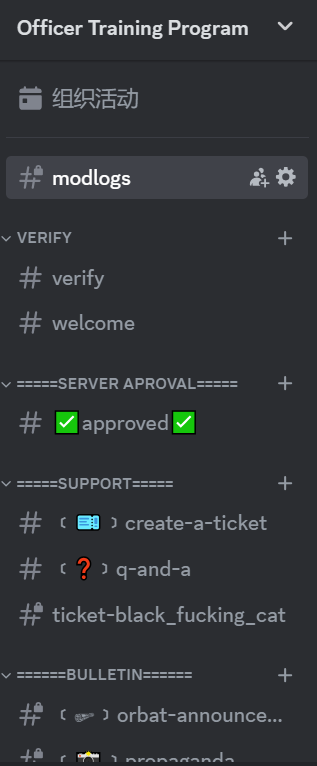 Officer Training Program
组织活动
modlogs
VERIFY
verify
welcome
=====SERVER APROVAL=====
✅approved✅
=====SUPPORT=====
〔🎫〕create-a-ticket
〔❓〕q-and-a
ticket-black_fucking_cat
======BULLETIN======
〔🔦〕orbat-announce...
propaganda